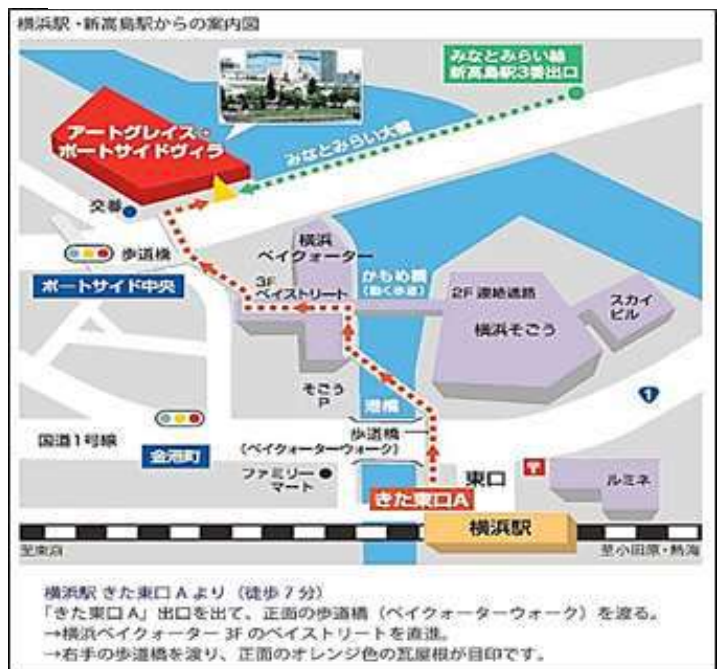 横浜駅・新高島駅からの案内図
みなとみらい線
新高島駅3番出口
アートグレイス・
ポートサイドヴィラ
みなとみらい大橋
交番
歩道橋
ポートサイド中央
横浜
ベイクォーター
3F
ベイストリート
かもめ橋
(動く歩道)
2F 連絡通路
横浜そごう
スカイ
ビル
そごう
P
港橋
1
国道1号線
金港町
歩道橋
(ベイクォーターウォーク)
ファミリー
マート
東口
〒
ルミネ
きた東口A
横浜駅
至東京
至小田原・熱海
横浜駅 きた東口 A より（徒歩 7 分）
「きた東口 A」出口を出て、正面の歩道橋（ベイクォーターウォーク）を渡る。
→横浜ベイクォーター 3F のベイストリートを直進。
→右手の歩道橋を渡り、正面のオレンジ色の瓦屋根が目印です。